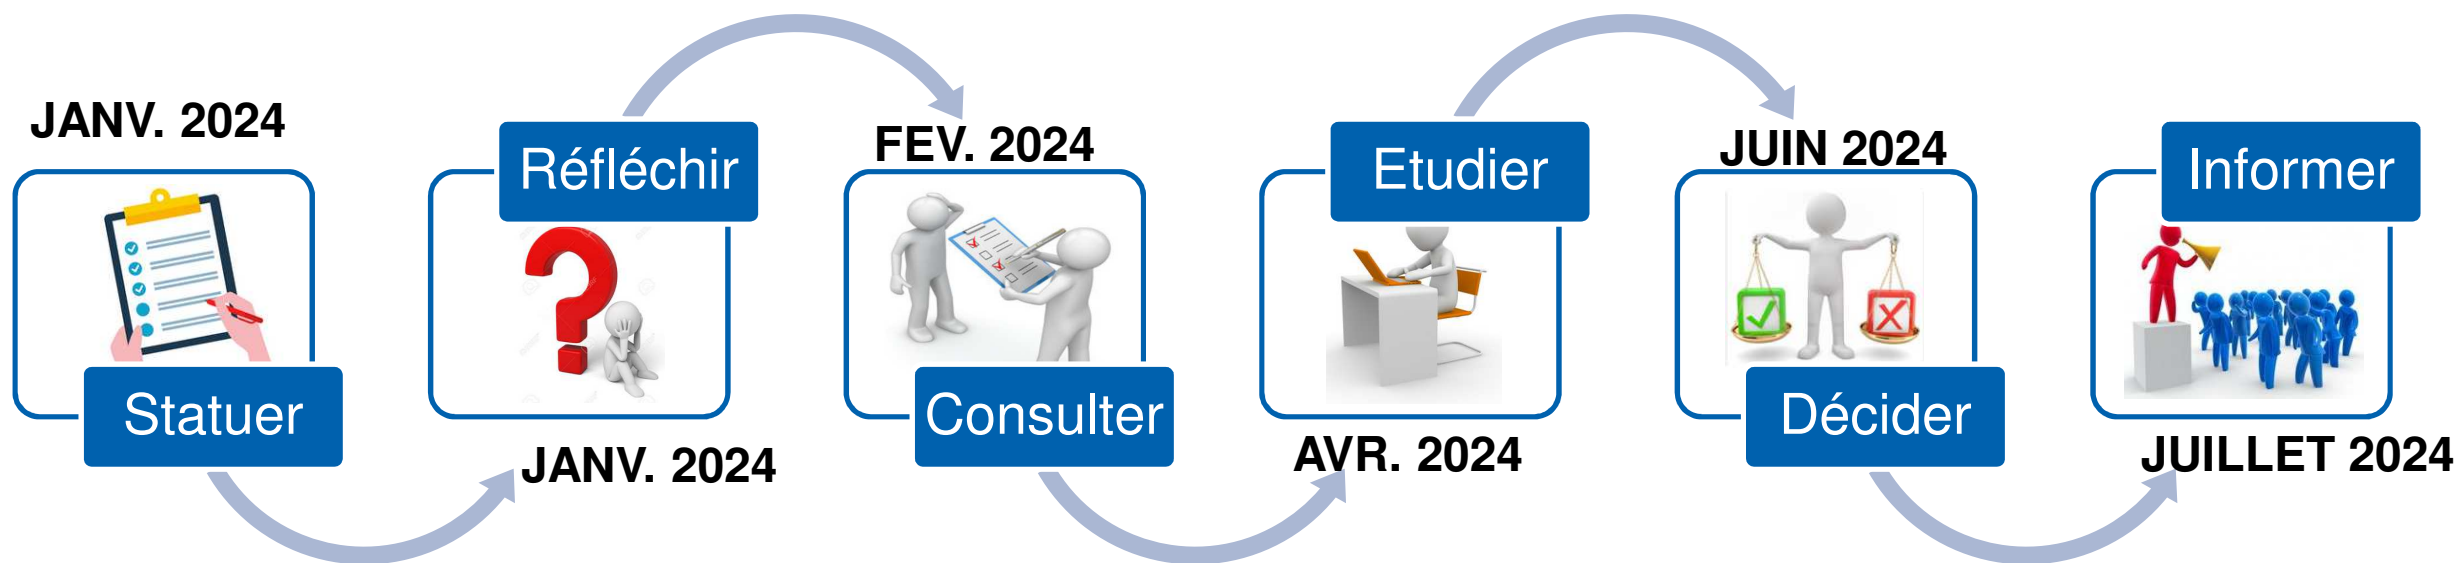 JANV. 2024
Statuer
Réfléchir
JANV. 2024
FEV. 2024
Consulter
Etudier
AVR. 2024
JUIN 2024
Décider
Informer
JUILLET 2024